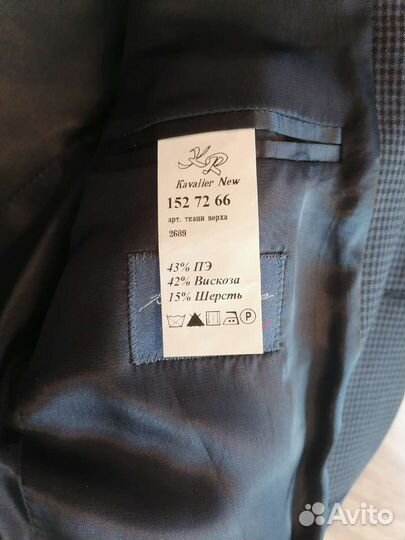 KR
Kavalier New
152 72 66
арт. ткани верха
2689
43% ПЭ
42% Вискоза
15% Шерсть
P
Avito